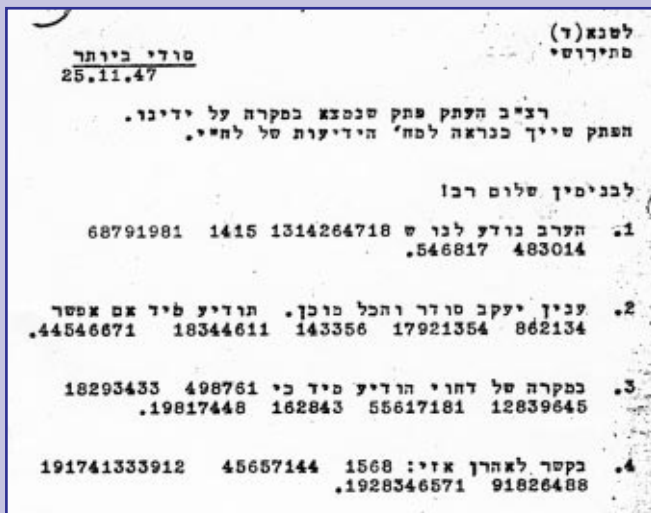 לטנא(ד)
מתירושי
סודי ביותר
25.11.47
רצ"ב העתק פתק שנמצא במקרה על ידינו.
הפתק שייך כנראה למח' הידיעות של לח"י.
לבנימין שלום רב!
1. הערב נודע לנו ש 1314264718 1415 68791981
483014 546817.
2. ענין יעקב סודר והכל מוכן. תודיע מיד אם אפשר
862134 17921354 143356 18344611 44546671.
3. במקרה של דחוי הודיע מיד כי 498761 18293433
12839645 55617181 162843 19817448.
4. בקשר לאהרן אזי: 1568 45657144 191741333912
91826488 1928346571.